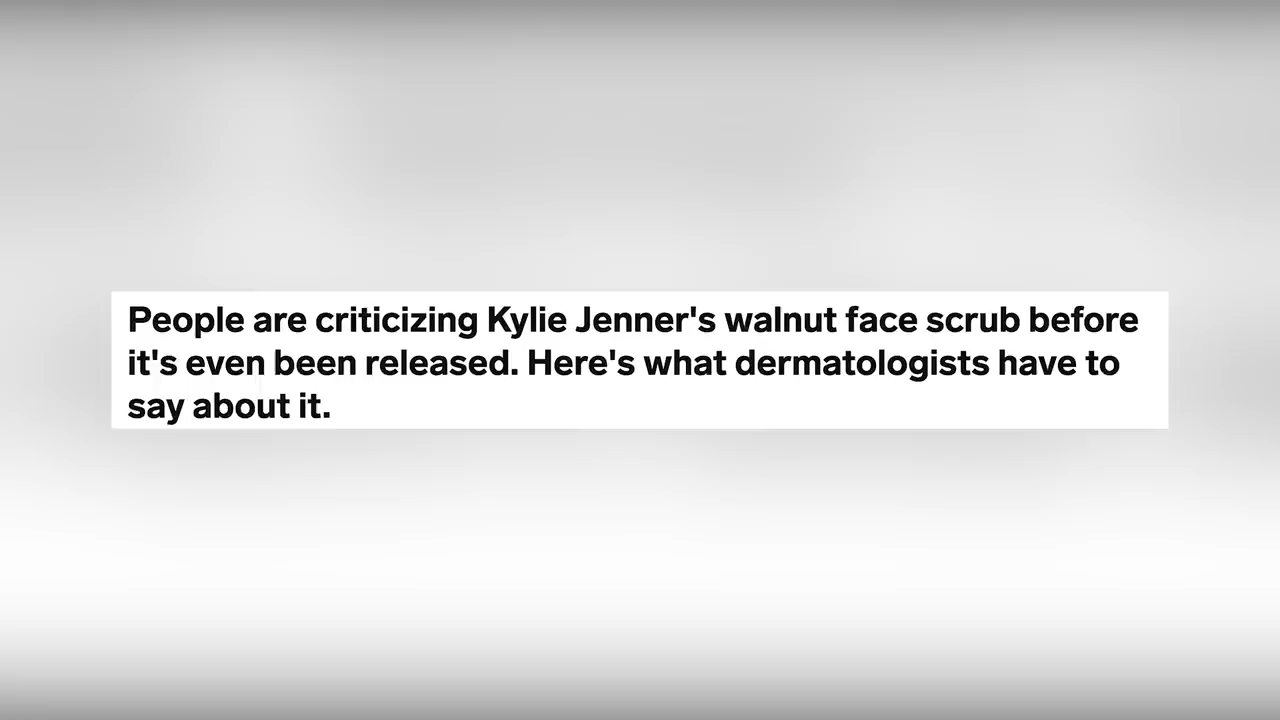 People are criticizing Kylie Jenner's walnut face scrub before
it's even been released. Here's what dermatologists have to
say about it.